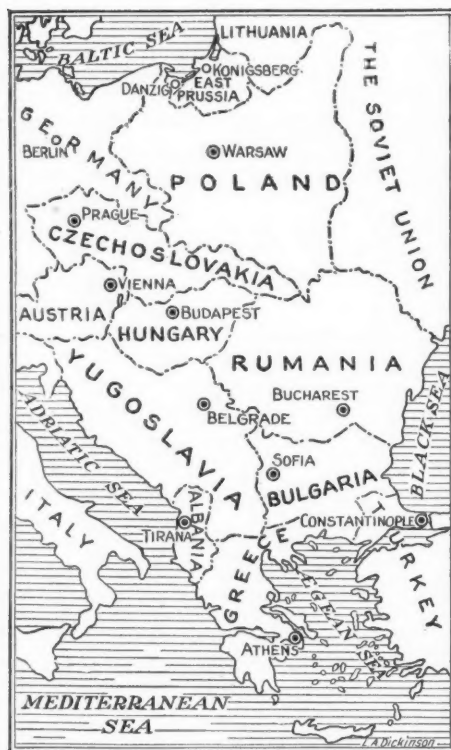 LITHUANIA
BALTIC SEA
KONIGSBERG
DANZIG
EAST
PRUSSIA
THE SOVIET UNION
GERMANY
BERLIN
WARSAW
POLAND
PRAGUE
CZECHOSLOVAKIA
VIENNA
AUSTRIA
BUDAPEST
HUNGARY
RUMANIA
YUGOSLAVIA
BUCHAREST
BELGRADE
BLACK SEA
ADRIATIC SEA
SOFIA
BULGARIA
ITALY
ALBANIA
TIRANA
CONSTANTINOPLE
TURKEY
GREECE
ÆGEAN SEA
ATHENS
MEDITERRANEAN
SEA
L.A. Dickinson